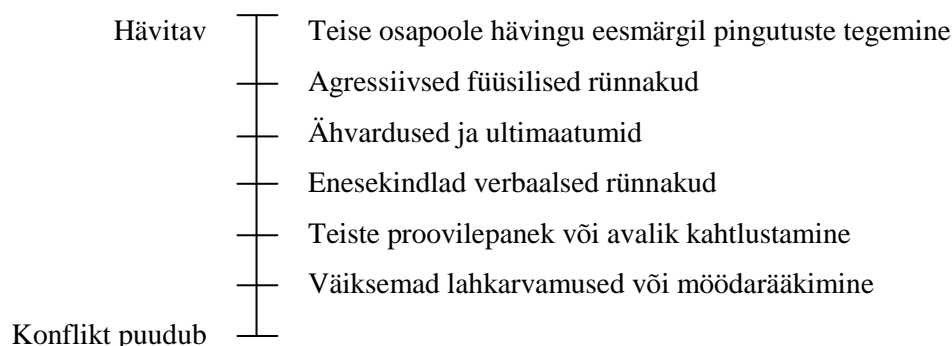 Hävitav Teise osapoole hävingu eesmärgil pingutuste tegemine
Agressiivsed füüsilised rünnakud
Ähvardused ja ultimaatumid
Enesekindlad verbaalsed rünnakud
Teiste proovilepanek või avalik kahtlustamine
Väiksemad lahkarvamused või möödarääkimine
Konflikt puudub